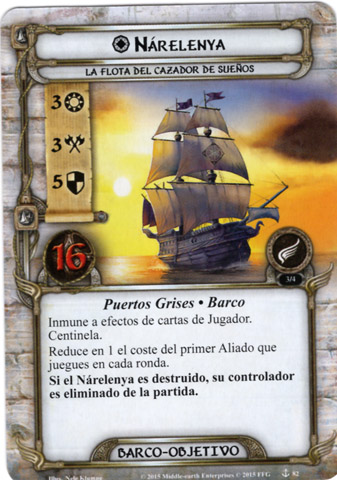 Nárelenya
La Flota del Cazador de Sueños
3
3
5
16
3/4
Puertos Grises • Barco
Inmune a efectos de cartas de Jugador.
Centinela.
Reduce en 1 el coste del primer Aliado que
juegues en cada ronda.
Si el Nárelenya es destruido, su controlador
es eliminado de la partida.
Barco-Objetivo
© 2015 Middle-earth Enterprises © 2015 FFG 82